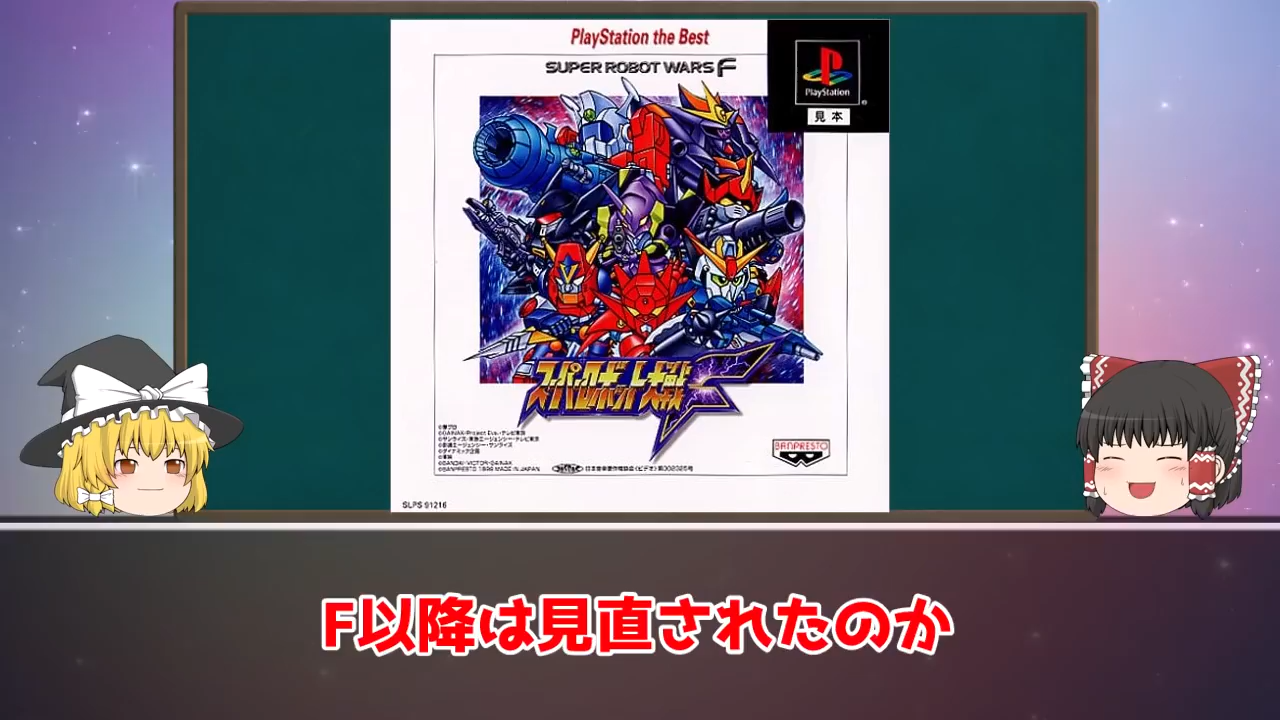 PlayStation the Best
SUPER ROBOT WARS F
PlayStation
見本
スーパーロボット大戦F
BANPRESTO
SLPS 91216
F以降は見直されたのか